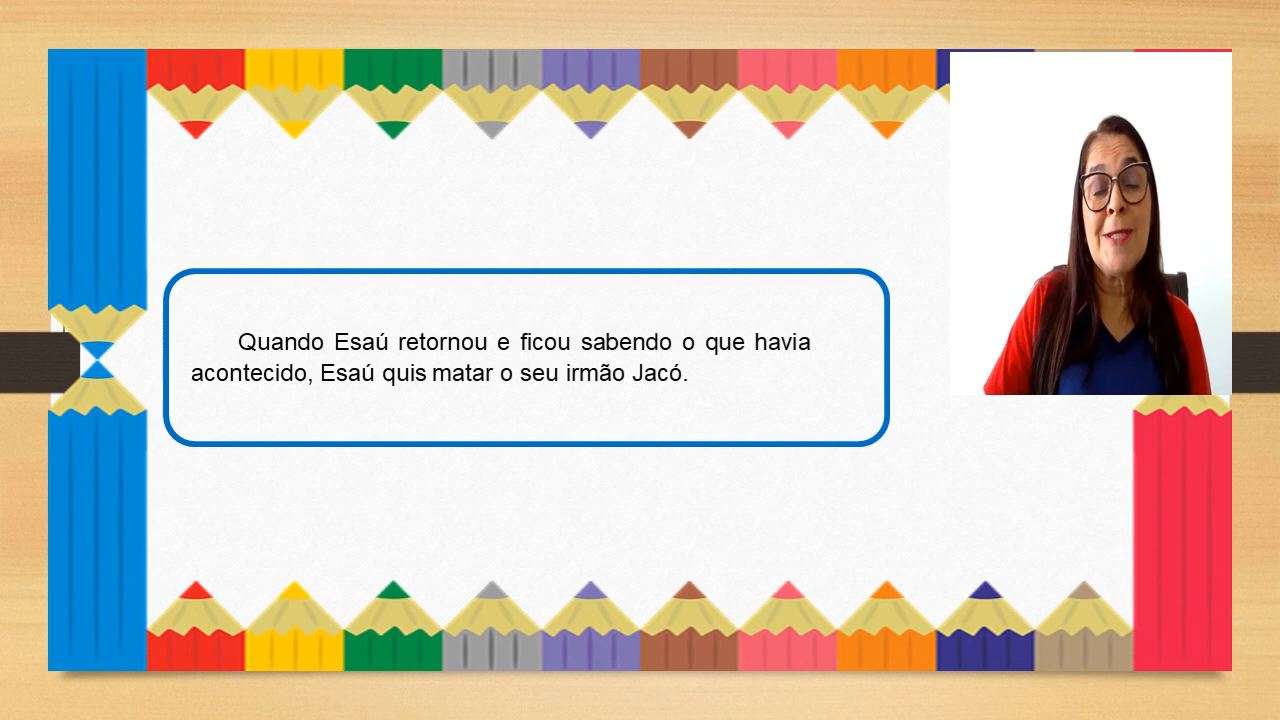 Quando Esaú retornou e ficou sabendo o que havia
acontecido, Esaú quis matar o seu irmão Jacó.